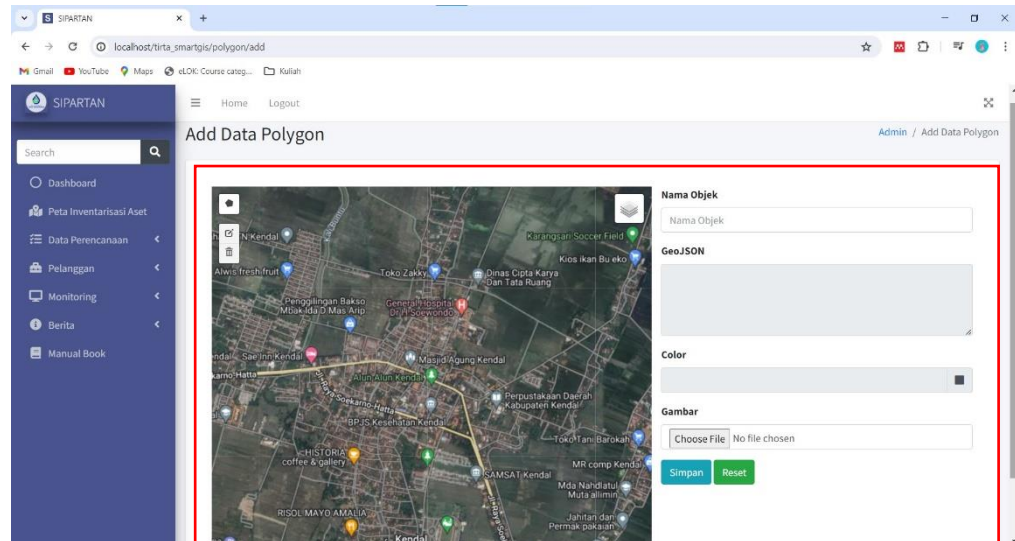 SIPARTAN
localhost/tirta_smartgis/polygon/add
Gmail YouTube Maps eLOK: Course categ... Kuliah
SIPARTAN
Home Logout
Add Data Polygon
Admin / Add Data Polygon
Search
Dashboard
Peta Inventarisasi Aset
Data Perencanaan
Pelanggan
Monitoring
Berita
Manual Book
N Kendal
Karangsan Soccer Field
Kios ikan Bu eko
Alwis fresh fruit
Toko Zakky
Dinas Cipta Karya
Dan Tata Ruang
Penggilingan Bakso
Mbak Ida D Mas Arip
General Hospital
Dr H Soewondo
Sae Inn Kendal
Masjid Agung Kendal
Alun Alun Kendal
Jl. Raya Soekarno-Hatta
Perpustakaan Daerah
Kabupaten Kendal
BPJS Kesehatan Kendal
Toko Tani Barokah
HISTORIA
coffee & gallery
SAMSAT Kendal
MR comp Kendal
Mda Nahdlatul
Muta allimin
RISOL MAYO AMALIA
Jahitan dan
Permak pakaian
Kendal
Nama Objek
Nama Objek
GeoJSON
Color
Gambar
Choose File No file chosen
Simpan Reset